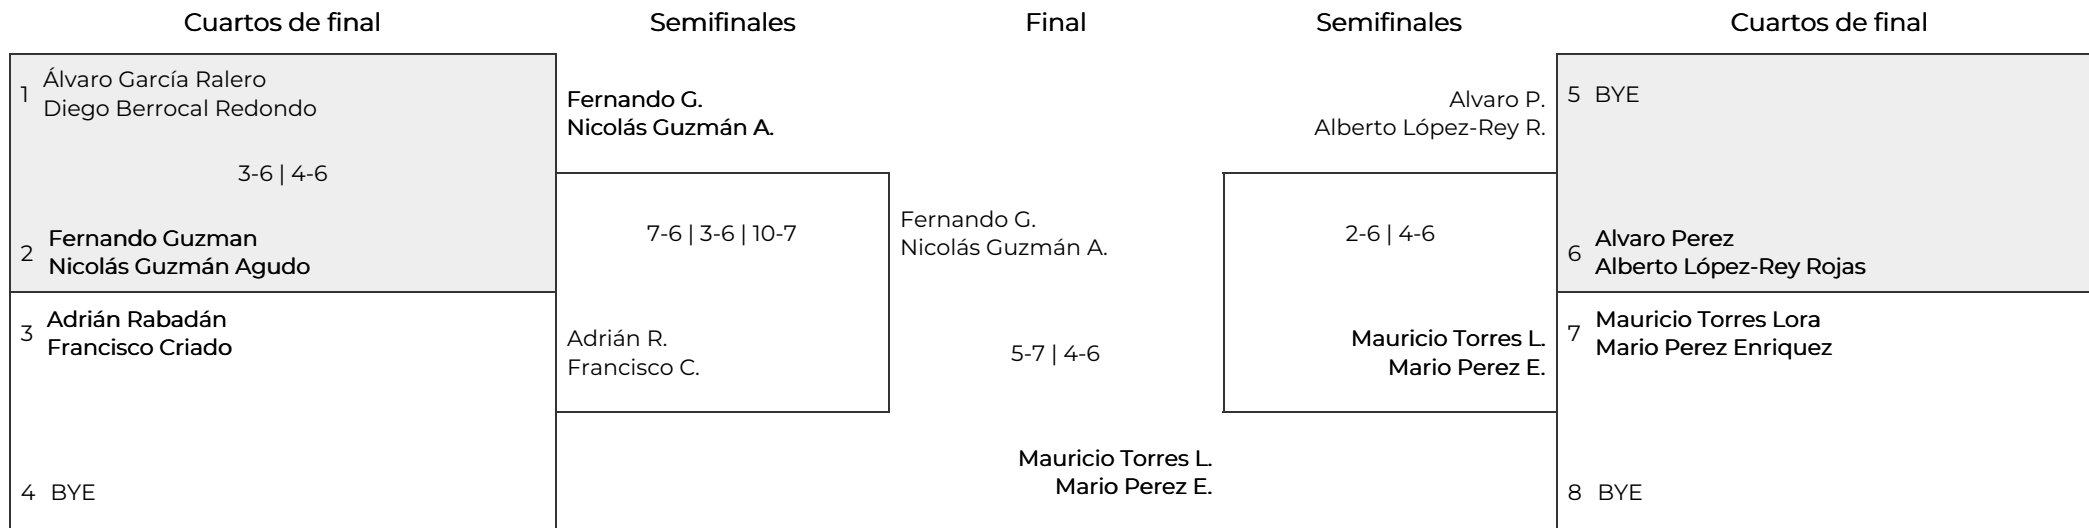 Cuartos de final
Semifinales
Final
Semifinales
Cuartos de final
1
Álvaro García Ralero
Diego Berrocal Redondo
3-6 | 4-6
2
Fernando Guzman
Nicolás Guzmán Agudo
3
Adrián Rabadán
Francisco Criado
4 BYE
Fernando G.
Nicolás Guzmán A.
7-6 | 3-6 | 10-7
Adrián R.
Francisco C.
Fernando G.
Nicolás Guzmán A.
5-7 | 4-6
Mauricio Torres L.
Mario Perez E.
Alvaro P.
Alberto López-Rey R.
2-6 | 4-6
Mauricio Torres L.
Mario Perez E.
5 BYE
6
Alvaro Perez
Alberto López-Rey Rojas
7
Mauricio Torres Lora
Mario Perez Enriquez
8 BYE